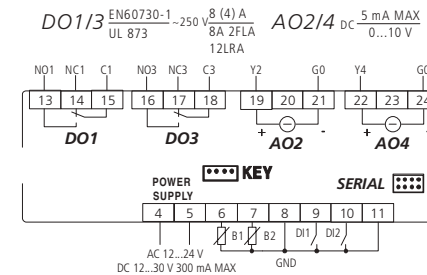 DO1/3 EN60730-1 ~250 V 8 (4) A AO2/4 DC 5 mA MAX
UL 873 8A 2FLA 0...10 V
12LRA
NO1 NC1 C1 NO3 NC3 C3 Y2 G0 Y4 G0
13 14 15 16 17 18 19 20 21 22 23 24
+ - + -
DO1 DO3 AO2 AO4
KEY
POWER SUPPLY SERIAL
4 5 6 7 8 9 10 11
B1 B2 DI1 DI2
AC 12...24 V GND
DC 12...30 V 300 mA MAX